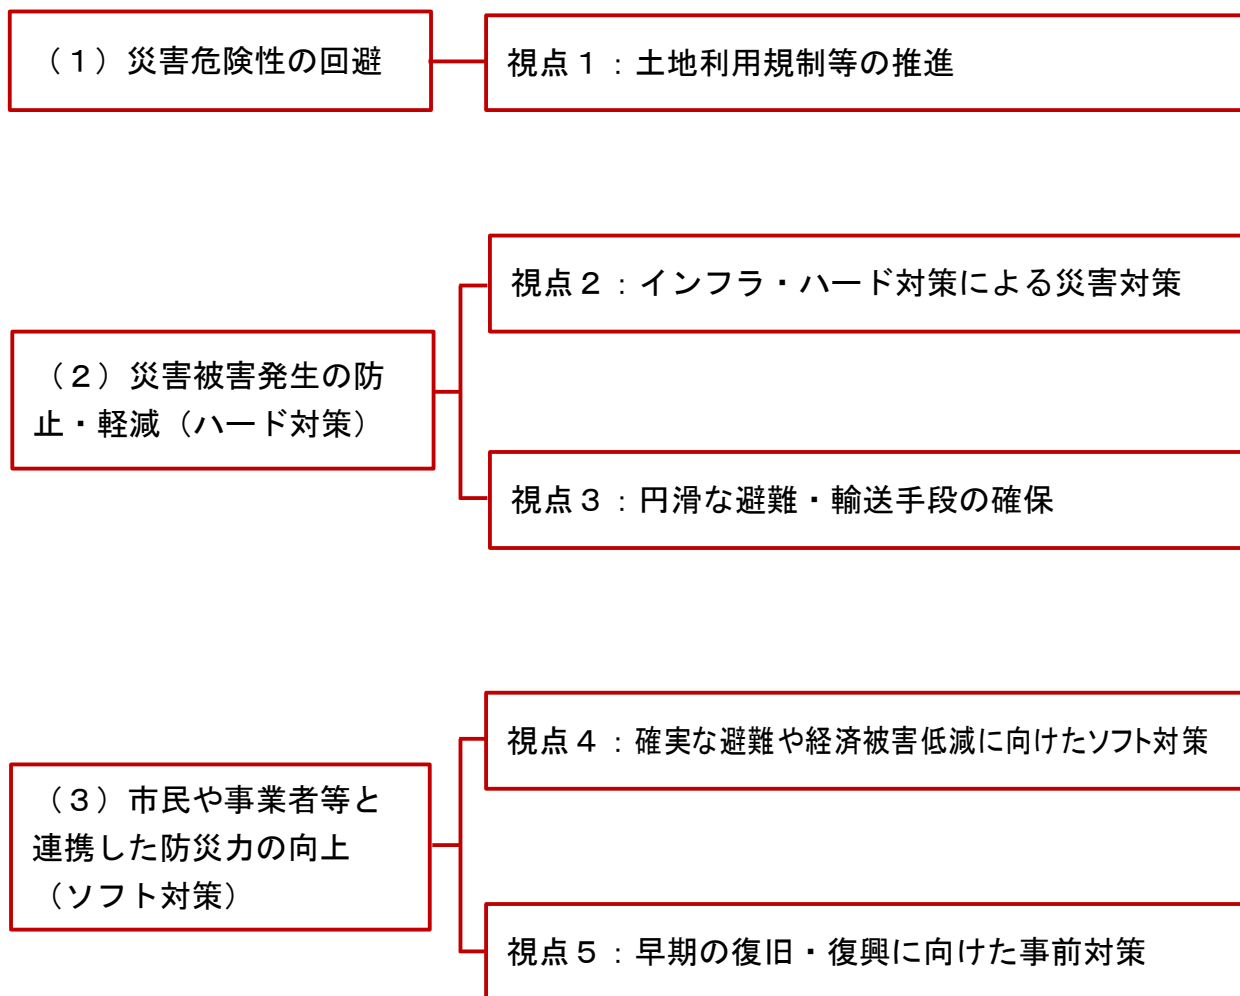 （１）災害危険性の回避
視点１：土地利用規制等の推進
（２）災害被害発生の防
止・軽減（ハード対策）
視点２：インフラ・ハード対策による災害対策
視点３：円滑な避難・輸送手段の確保
（３）市民や事業者等と
連携した防災力の向上
（ソフト対策）
視点４：確実な避難や経済被害低減に向けたソフト対策
視点５：早期の復旧・復興に向けた事前対策